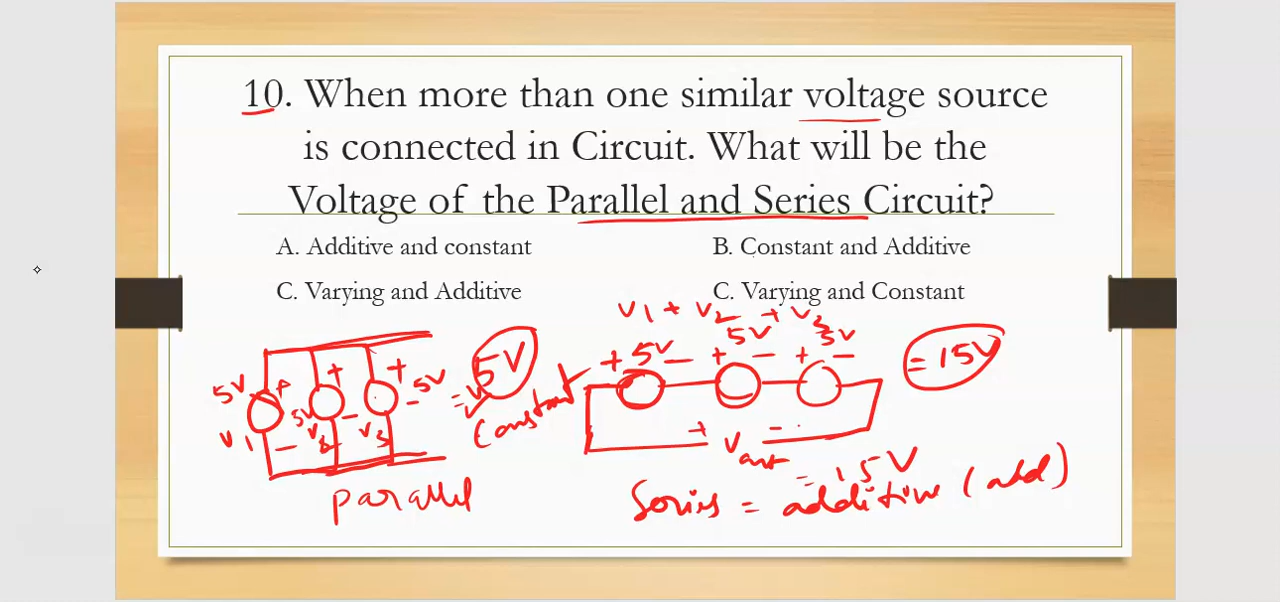 10. When more than one similar voltage source
is connected in Circuit. What will be the
Voltage of the Parallel and Series Circuit?
A. Additive and constant
B. Constant and Additive
C. Varying and Additive
C. Varying and Constant
V1 + V2 + V3
5V 5V 5V
+ - + - + -
= 15V
5V + + +
5V 5V
V1 V2 V3
- - -
= 5V
Constant
parallel
+ Vout -
= 15V
Series = additive (add)